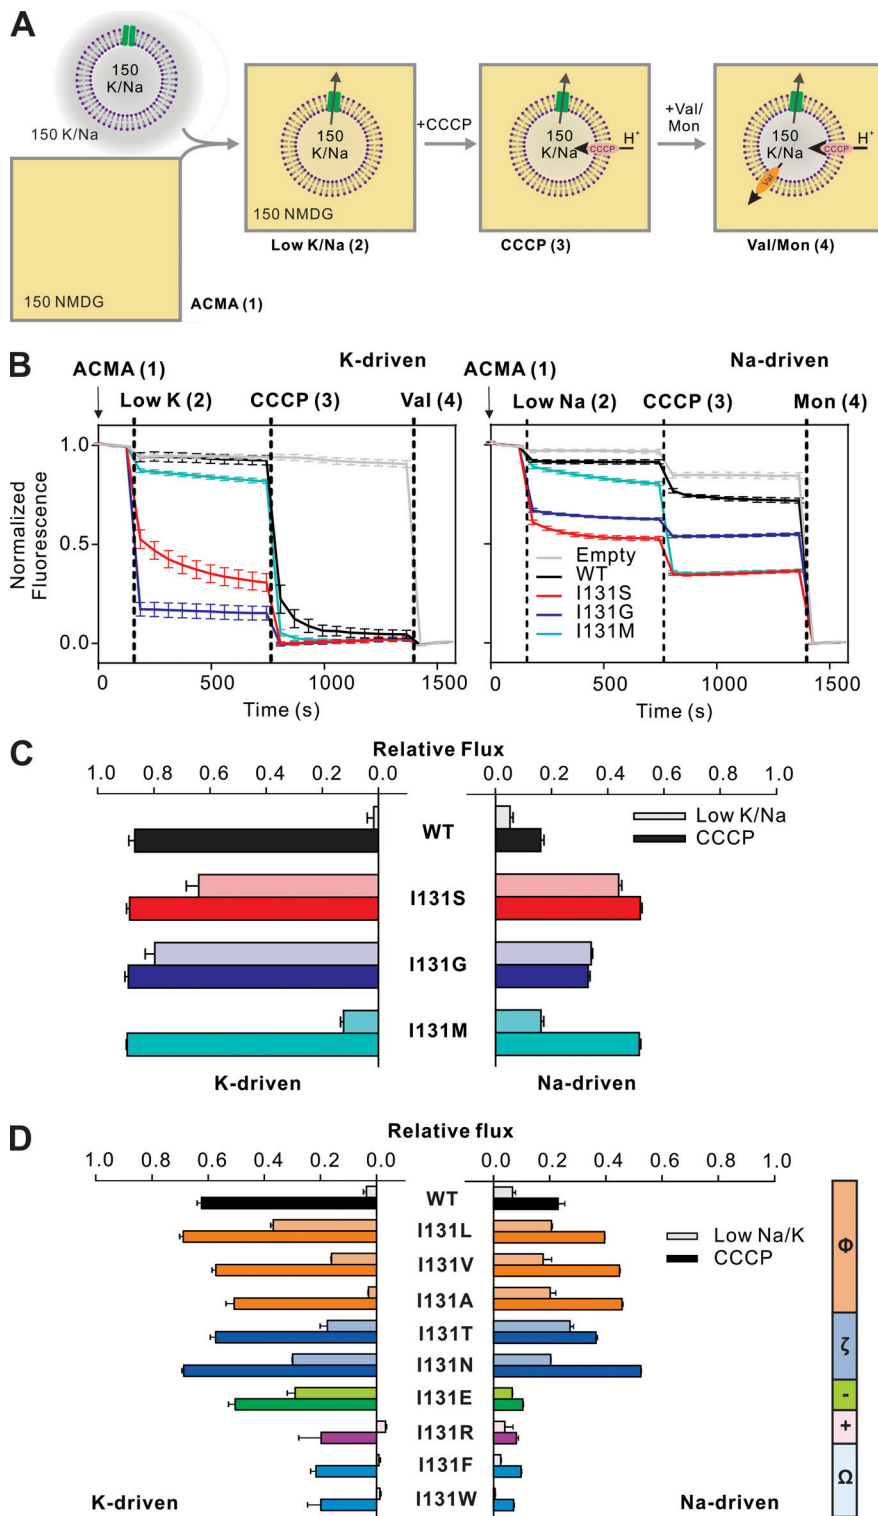 A
150
K/Na
150 K/Na
150 NMDG
ACMA (1)
150
K/Na
150 NMDG
Low K/Na (2)
+CCCP
150
K/Na
CCCP
H+
CCCP (3)
+Val/
Mon
150
K/Na
CCCP
H+
Val
Val/Mon (4)
B
K-driven
Na-driven
ACMA (1)
Low K (2)
CCCP (3)
Val (4)
ACMA (1)
Low Na (2)
CCCP (3)
Mon (4)
Normalized
Fluorescence
1.0
0.5
0.0
0
500
1000
1500
Time (s)
Empty
WT
I131S
I131G
I131M
0
500
1000
1500
Time (s)
C
Relative Flux
1.0 0.8 0.6 0.4 0.2 0.0
0.0 0.2 0.4 0.6 0.8 1.0
Low K/Na
CCCP
WT
I131S
I131G
I131M
K-driven
Na-driven
D
Relative flux
1.0 0.8 0.6 0.4 0.2 0.0
0.0 0.2 0.4 0.6 0.8 1.0
Low Na/K
CCCP
WT
I131L
I131V
I131A
I131T
I131N
I131E
I131R
I131F
I131W
K-driven
Na-driven
Φ
ζ
-
+
Ω